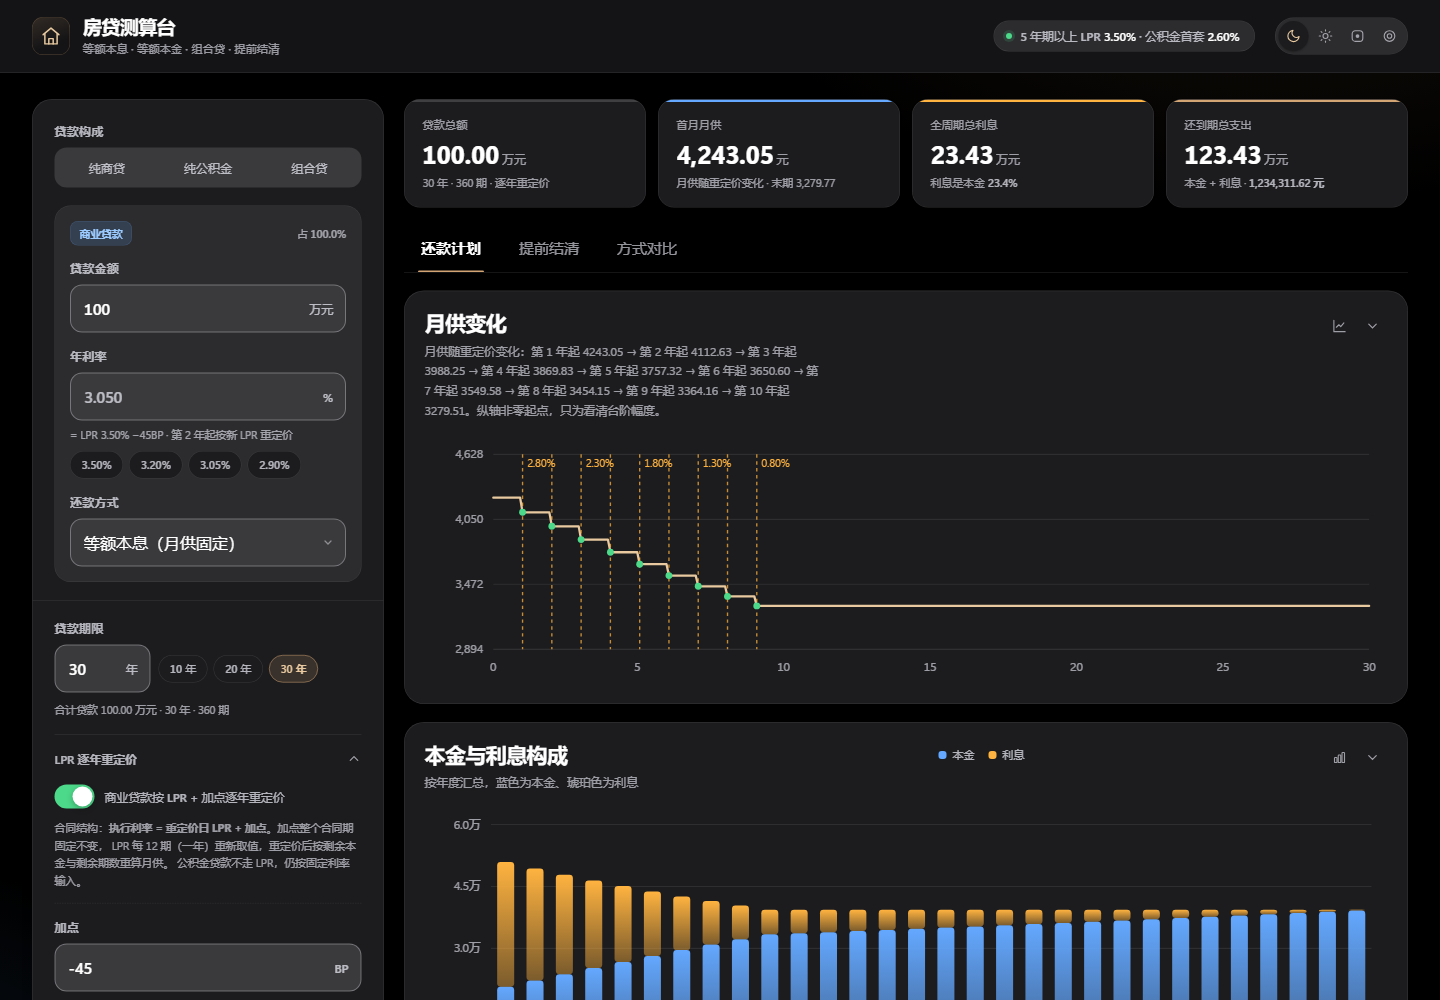 房贷测算台
等额本息 · 等额本金 · 组合贷 · 提前结清
5 年期以上 LPR 3.50% · 公积金首套 2.60%
贷款构成
纯商贷
纯公积金
组合贷
商业贷款
占 100.0%
贷款金额
100 万元
年利率
3.050 %
= LPR 3.50% −45BP · 第 2 年起按新 LPR 重定价
3.50%
3.20%
3.05%
2.90%
还款方式
等额本息（月供固定）
贷款期限
30 年
10 年
20 年
30 年
合计贷款 100.00 万元 · 30 年 · 360 期
LPR 逐年重定价
商业贷款按 LPR + 加点逐年重定价
合同结构：执行利率 = 重定价日 LPR + 加点。加点整个合同期
固定不变， LPR 每 12 期（一年）重新取值，重定价后按剩余本
金与剩余期数重算月供。 公积金贷款不走 LPR，仍按固定利率
输入。
加点
-45 BP
贷款总额
100.00 万元
30 年 · 360 期 · 逐年重定价
首月月供
4,243.05 元
月供随重定价变化 · 末期 3,279.77
全周期总利息
23.43 万元
利息是本金 23.4%
还到期总支出
123.43 万元
本金 + 利息 · 1,234,311.62 元
还款计划
提前结清
方式对比
月供变化
月供随重定价变化：第 1 年起 4243.05 → 第 2 年起 4112.63 → 第 3 年起
3988.25 → 第 4 年起 3869.83 → 第 5 年起 3757.32 → 第 6 年起 3650.60 → 第
7 年起 3549.58 → 第 8 年起 3454.15 → 第 9 年起 3364.16 → 第 10 年起
3279.51。纵轴非零起点，只为看清台阶幅度。
4,628
4,050
3,472
2,894
2.80%
2.30%
1.80%
1.30%
0.80%
0
5
10
15
20
25
30
本金与利息构成
按年度汇总，蓝色为本金、琥珀色为利息
本金
利息
6.0万
4.5万
3.0万